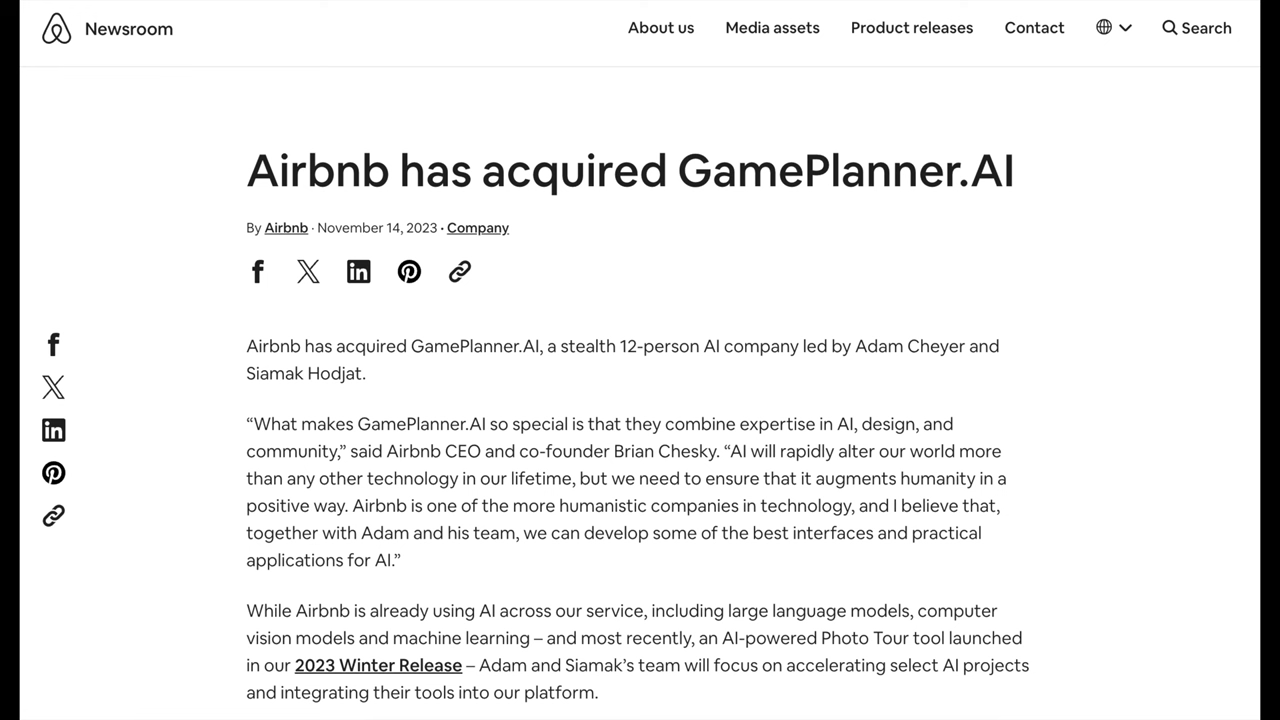 Newsroom
About us
Media assets
Product releases
Contact
Search
Airbnb has acquired GamePlanner.AI
By Airbnb · November 14, 2023 · Company
Airbnb has acquired GamePlanner.AI, a stealth 12-person AI company led by Adam Cheyer and
Siamak Hodjat.
“What makes GamePlanner.AI so special is that they combine expertise in AI, design, and
community,” said Airbnb CEO and co-founder Brian Chesky. “AI will rapidly alter our world more
than any other technology in our lifetime, but we need to ensure that it augments humanity in a
positive way. Airbnb is one of the more humanistic companies in technology, and I believe that,
together with Adam and his team, we can develop some of the best interfaces and practical
applications for AI.”
While Airbnb is already using AI across our service, including large language models, computer
vision models and machine learning – and most recently, an AI-powered Photo Tour tool launched
in our 2023 Winter Release – Adam and Siamak’s team will focus on accelerating select AI projects
and integrating their tools into our platform.